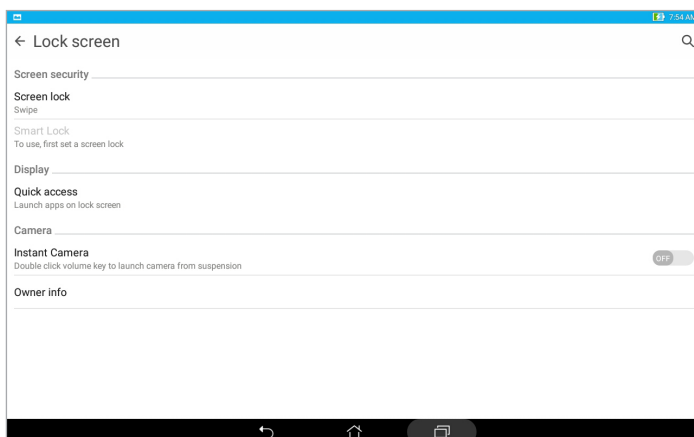 7:54 AM
Lock screen
Screen security
Screen lock
Swipe
Smart Lock
To use, first set a screen lock
Display
Quick access
Launch apps on lock screen
Camera
Instant Camera
Double click volume key to launch camera from suspension
OFF
Owner info